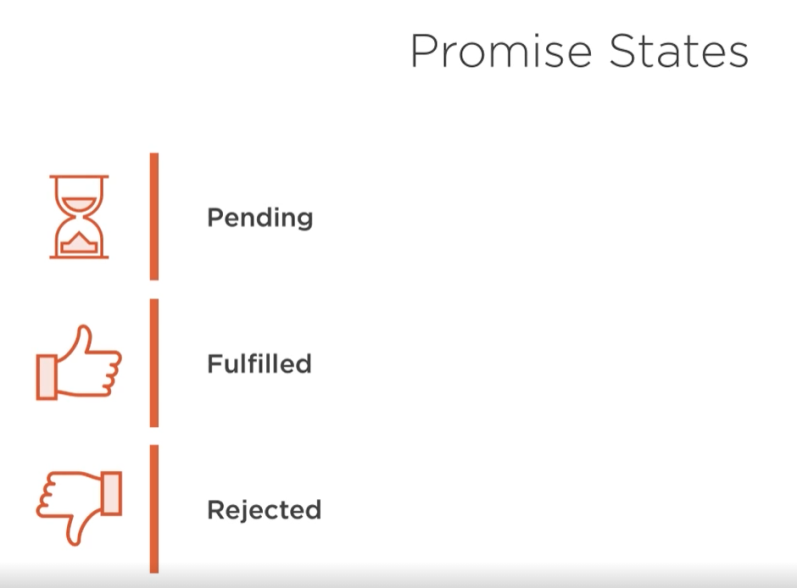 Promise States
Pending
Fulfilled
Rejected